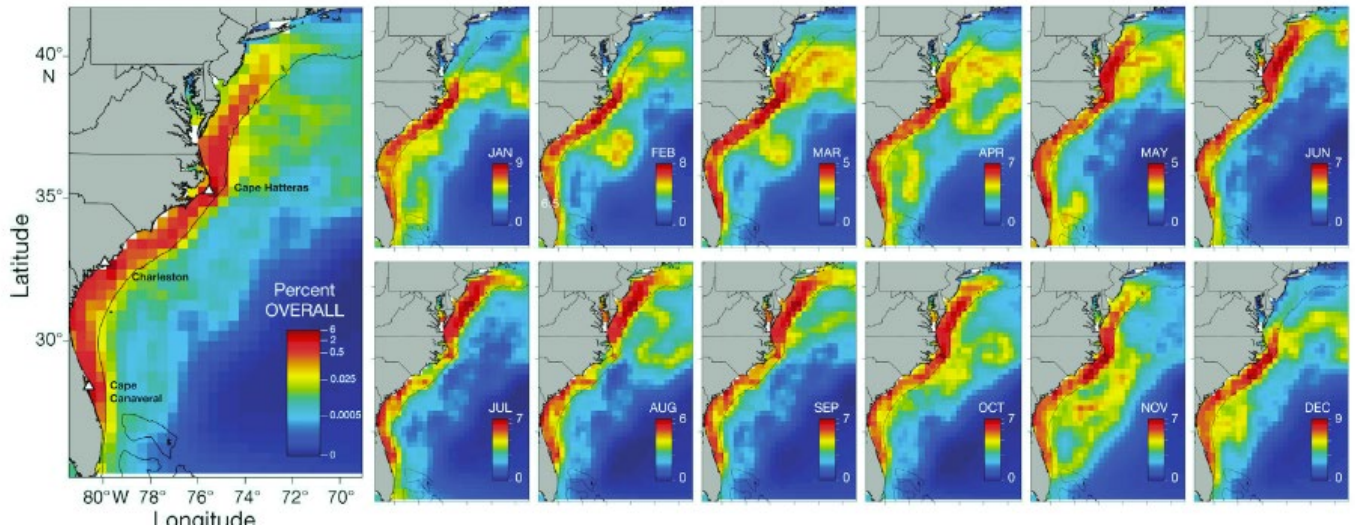 40°
N
35°
30°
Latitude
80° W 78° 76° 74° 72° 70°
Longitude
Cape Hatteras
Charleston
Cape
Canaveral
Percent
OVERALL
6
2
0.5
0.025
0.0005
0
JAN
9
0
FEB
8
0
6.5
MAR
5
0
APR
7
0
MAY
5
0
JUN
7
0
JUL
7
0
AUG
6
0
SEP
7
0
OCT
7
0
NOV
7
0
DEC
9
0